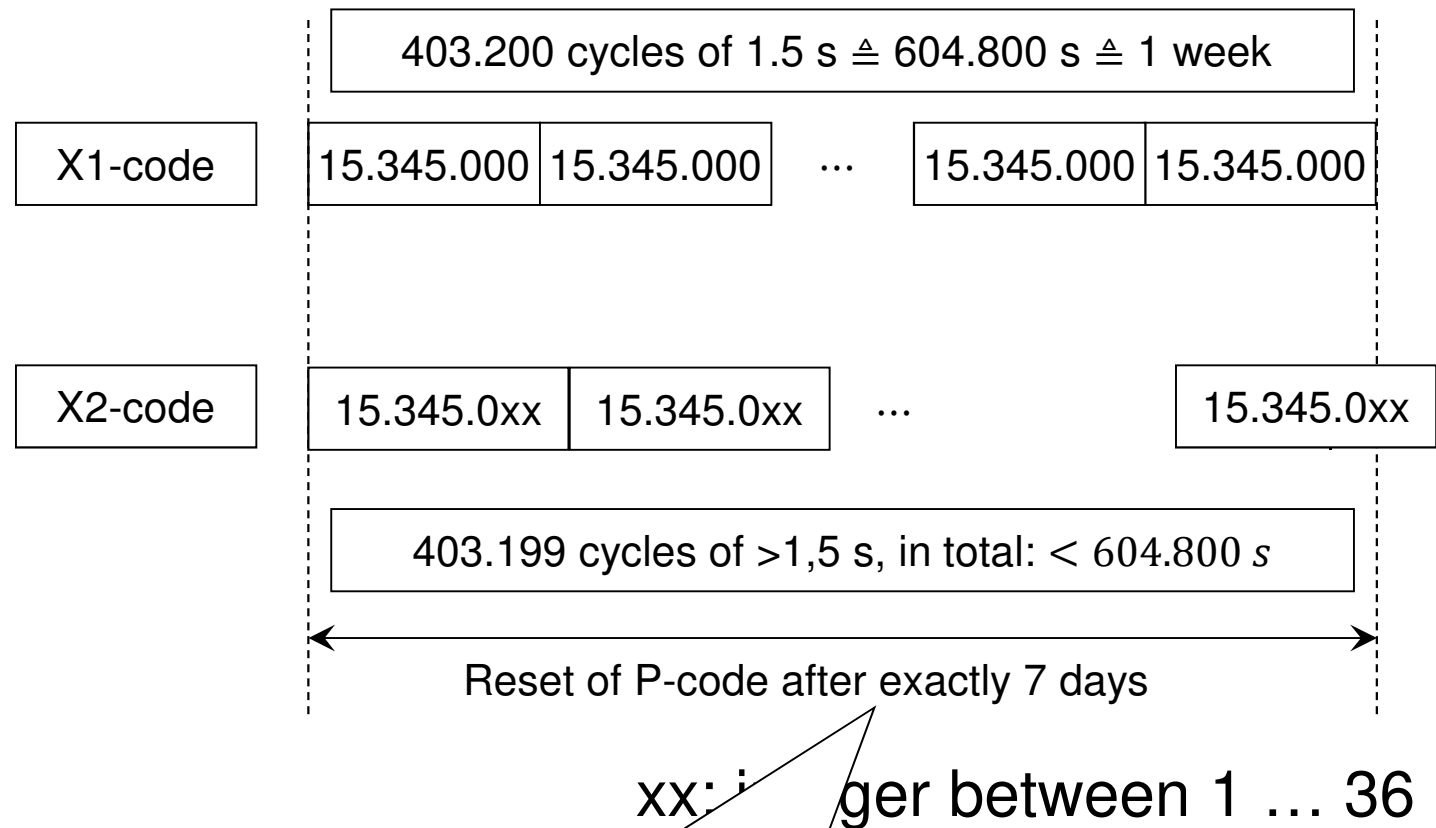 403.200 cycles of 1.5 s ≙ 604.800 s ≙ 1 week
X1-code 15.345.000 15.345.000 ... 15.345.000 15.345.000
X2-code 15.345.0xx 15.345.0xx ... 15.345.0xx
403.199 cycles of >1,5 s, in total: < 604.800 s
Reset of P-code after exactly 7 days
xx: ger between 1 … 36